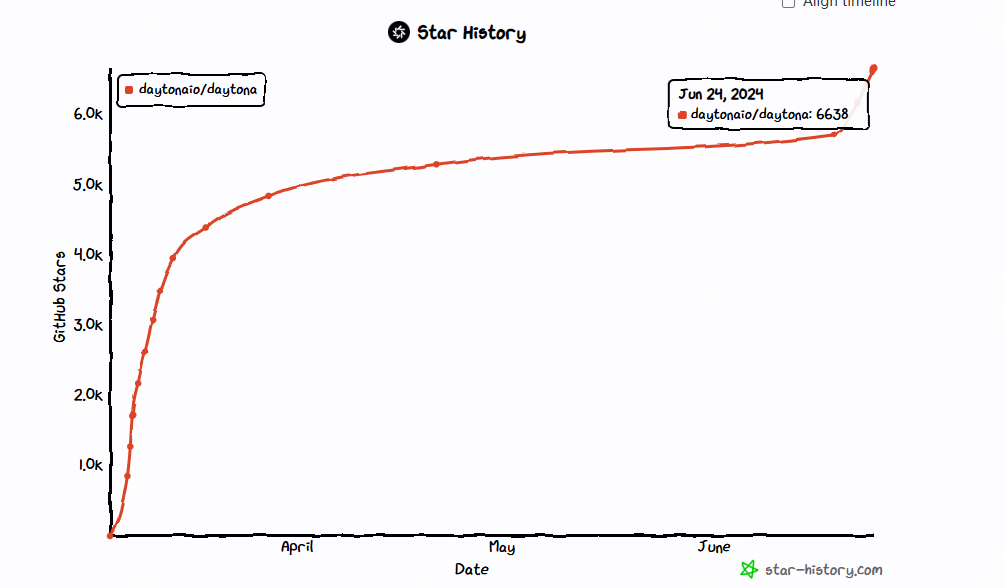 Align timeline
Star History
daytonaio/daytona
Jun 24, 2024
daytonaio/daytona: 6638
6.0K
5.0K
4.0K
3.0K
2.0K
1.0K
GitHub Stars
April May June
Date
star-history.com